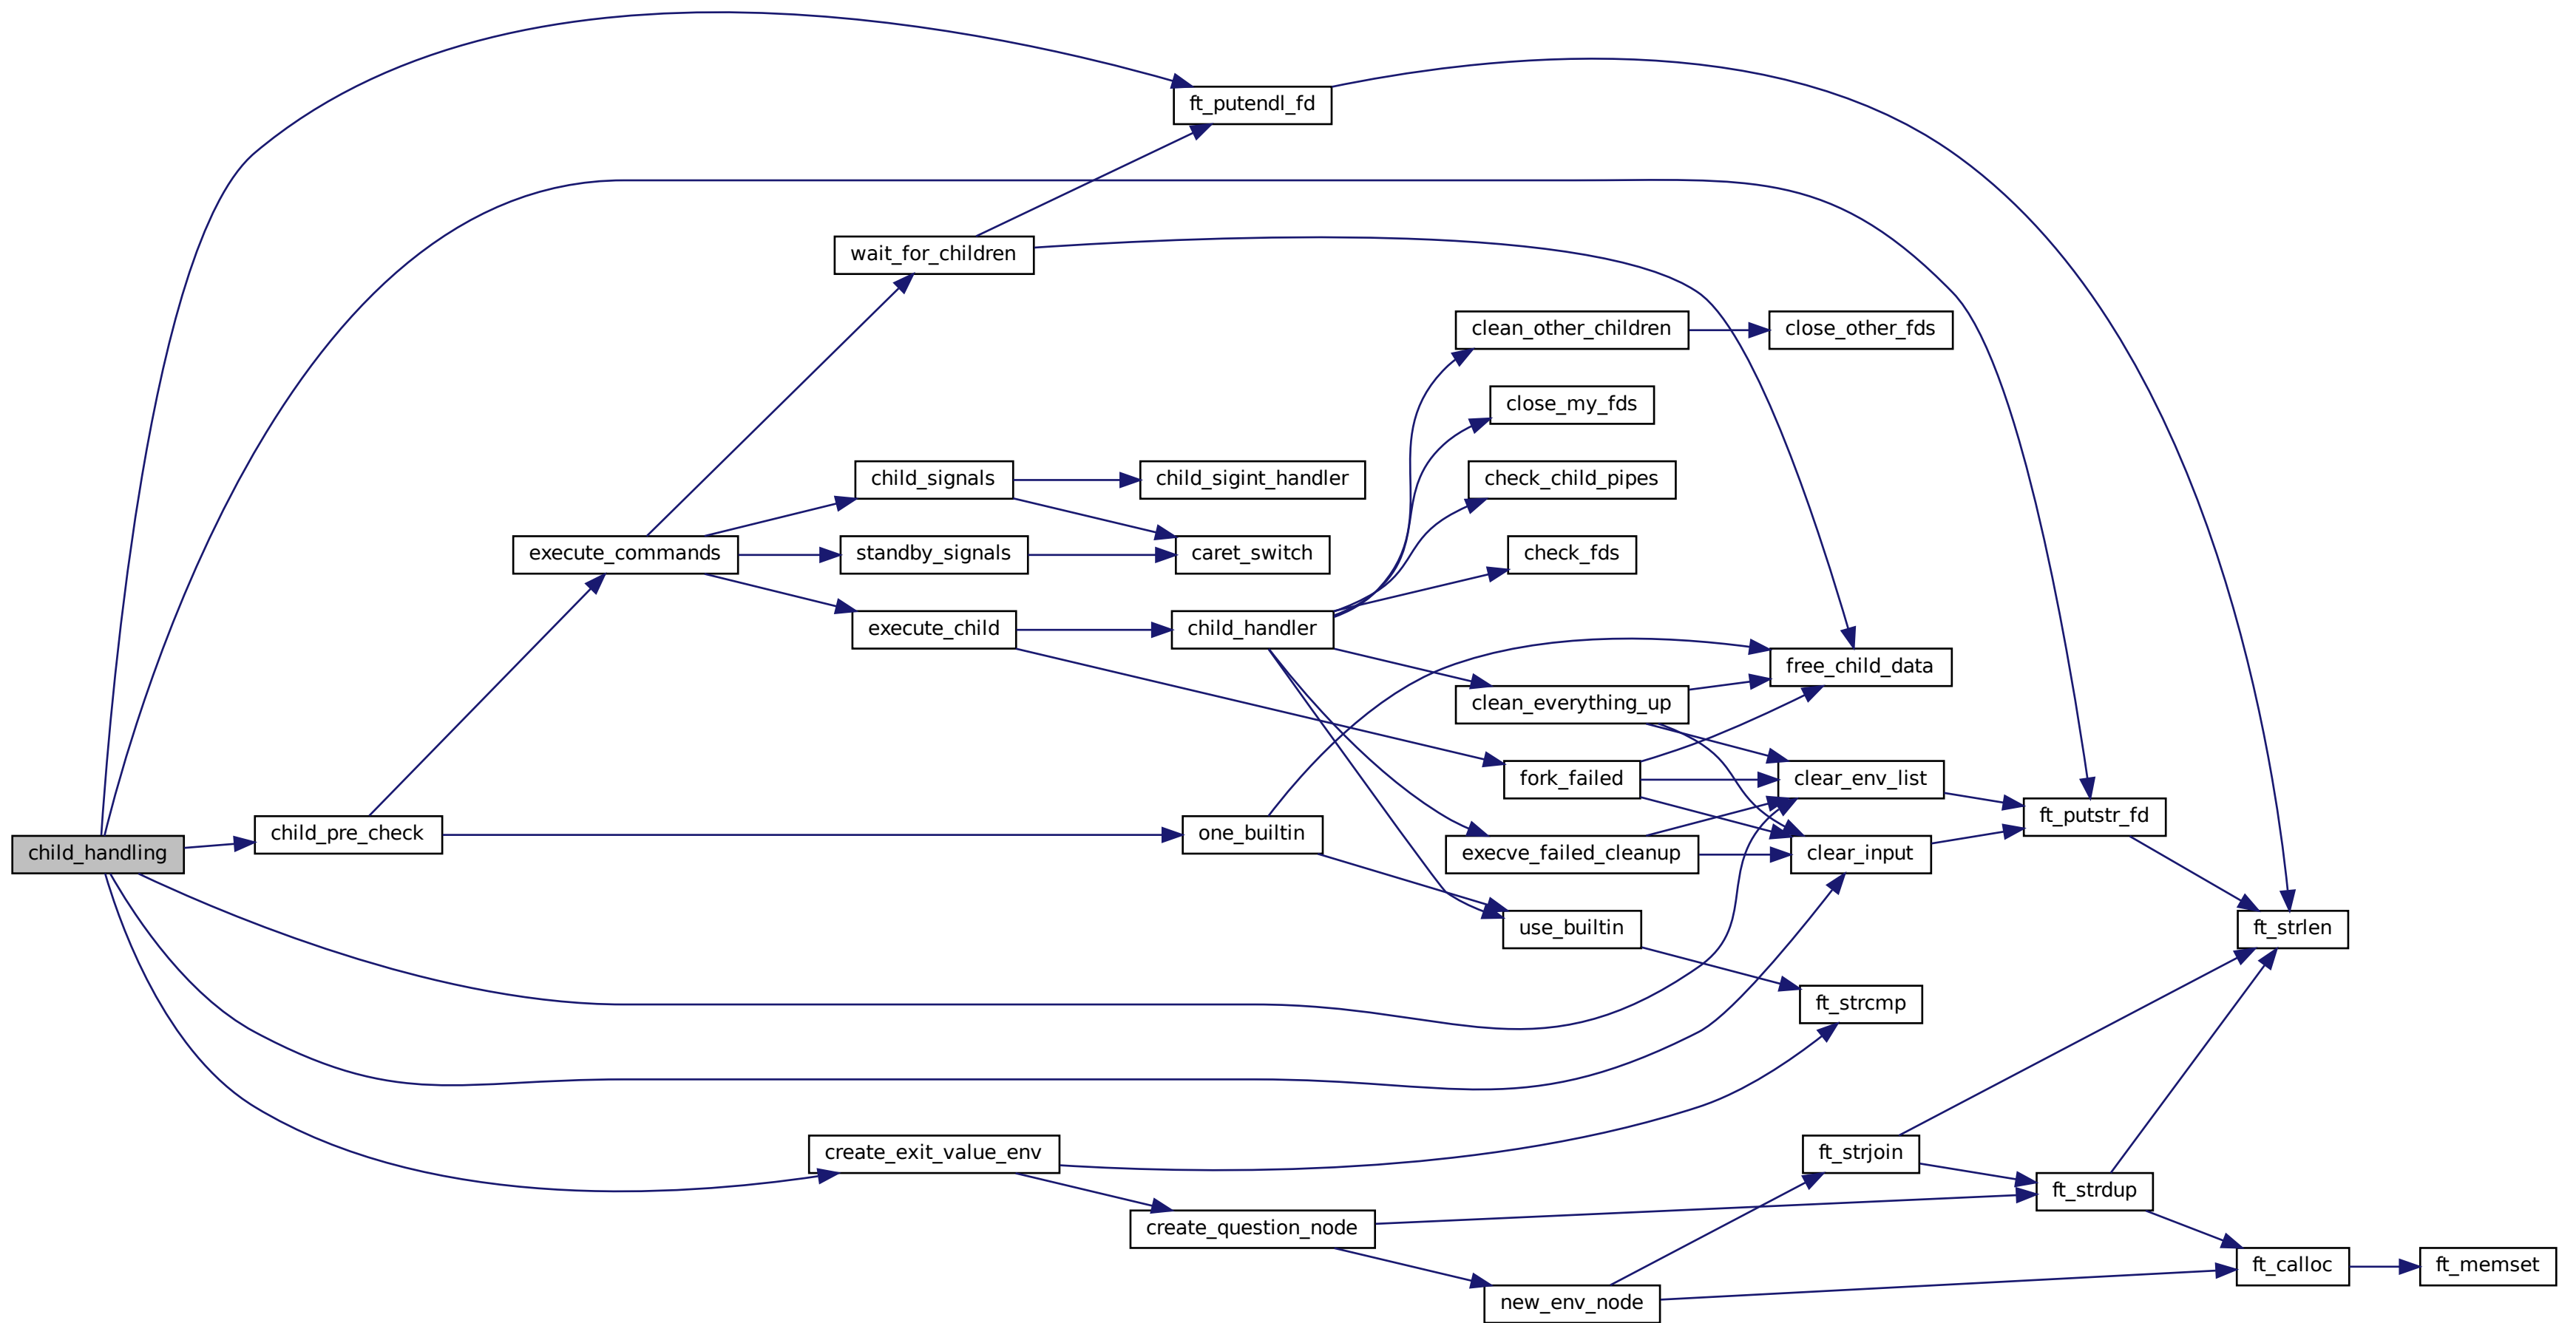 ft_putendl_fd
wait_for_children
clean_other_children
close_other_fds
close_my_fds
child_signals
child_sigint_handler
check_child_pipes
execute_commands
standby_signals
caret_switch
check_fds
execute_child
child_handler
free_child_data
clean_everything_up
fork_failed
clear_env_list
ft_putstr_fd
child_handling
child_pre_check
one_builtin
execve_failed_cleanup
clear_input
use_builtin
ft_strlen
ft_strcmp
create_exit_value_env
ft_strjoin
ft_strdup
create_question_node
new_env_node
ft_calloc
ft_memset